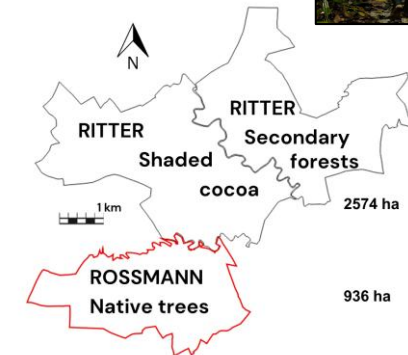 N
RITTER
Secondary
forests
RITTER
Shaded
cocoa
2574 ha
1 km
ROSSMANN
Native trees
936 ha